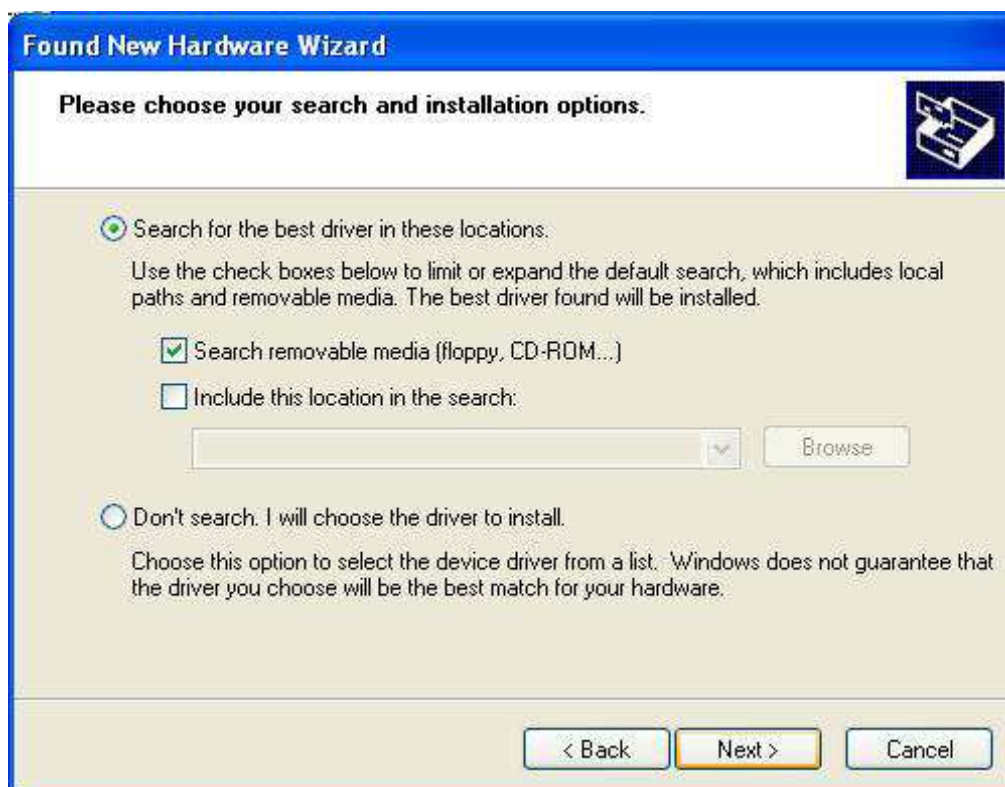 Found New Hardware Wizard
Please choose your search and installation options.
Search for the best driver in these locations.
Use the check boxes below to limit or expand the default search, which includes local
paths and removable media. The best driver found will be installed.
Search removable media (floppy, CD-ROM...)
Include this location in the search:
Browse
Don't search. I will choose the driver to install.
Choose this option to select the device driver from a list. Windows does not guarantee that
the driver you choose will be the best match for your hardware.
< Back Next > Cancel